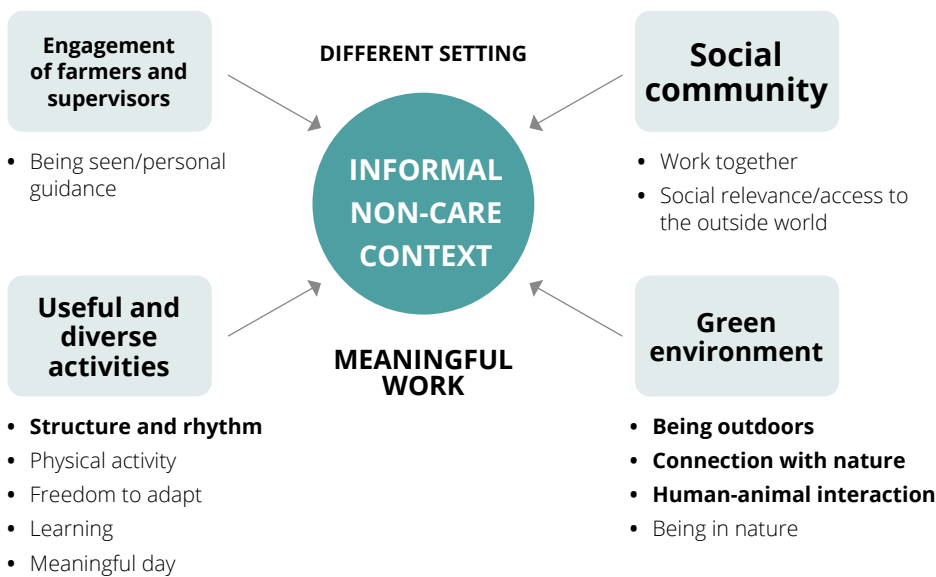 Engagement
of farmers and
supervisors
• Being seen/personal
guidance
DIFFERENT SETTING
Social
community
• Work together
• Social relevance/access to
the outside world
INFORMAL
NON-CARE
CONTEXT
Useful and
diverse
activities
• Structure and rhythm
• Physical activity
• Freedom to adapt
• Learning
• Meaningful day
MEANINGFUL
WORK
Green
environment
• Being outdoors
• Connection with nature
• Human-animal interaction
• Being in nature